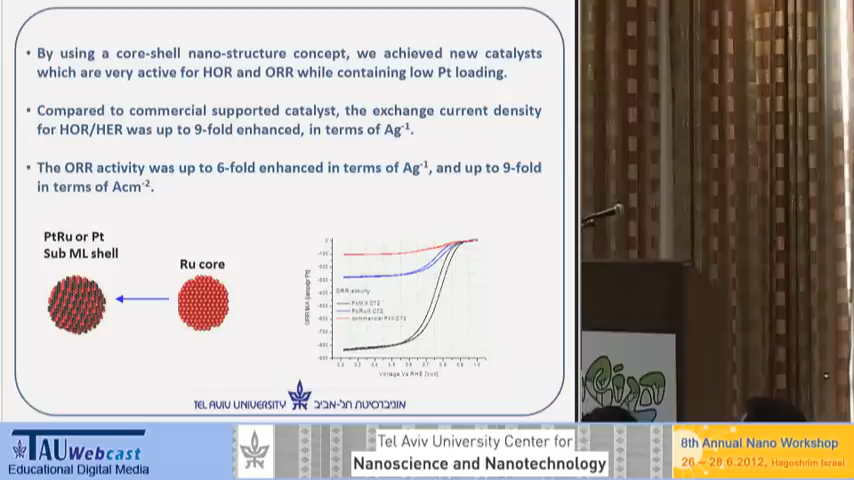 • By using a core-shell nano-structure concept, we achieved new catalysts
which are very active for HOR and ORR while containing low Pt loading.
• Compared to commercial supported catalyst, the exchange current density
for HOR/HER was up to 9-fold enhanced, in terms of Ag⁻¹.
• The ORR activity was up to 6-fold enhanced in terms of Ag⁻¹, and up to 9-fold
in terms of Acm⁻².
PtRu or Pt
Sub ML shell
Ru core
ORR activity
Voltage Vs RHE [Volt]
TEL AVIV UNIVERSITY אוניברסיטת תל-אביב
TAU Webcast
Educational Digital Media
Tel Aviv University Center for
Nanoscience and Nanotechnology
8th Annual Nano Workshop
26 – 28.6.2012, Hagoshrim Israel